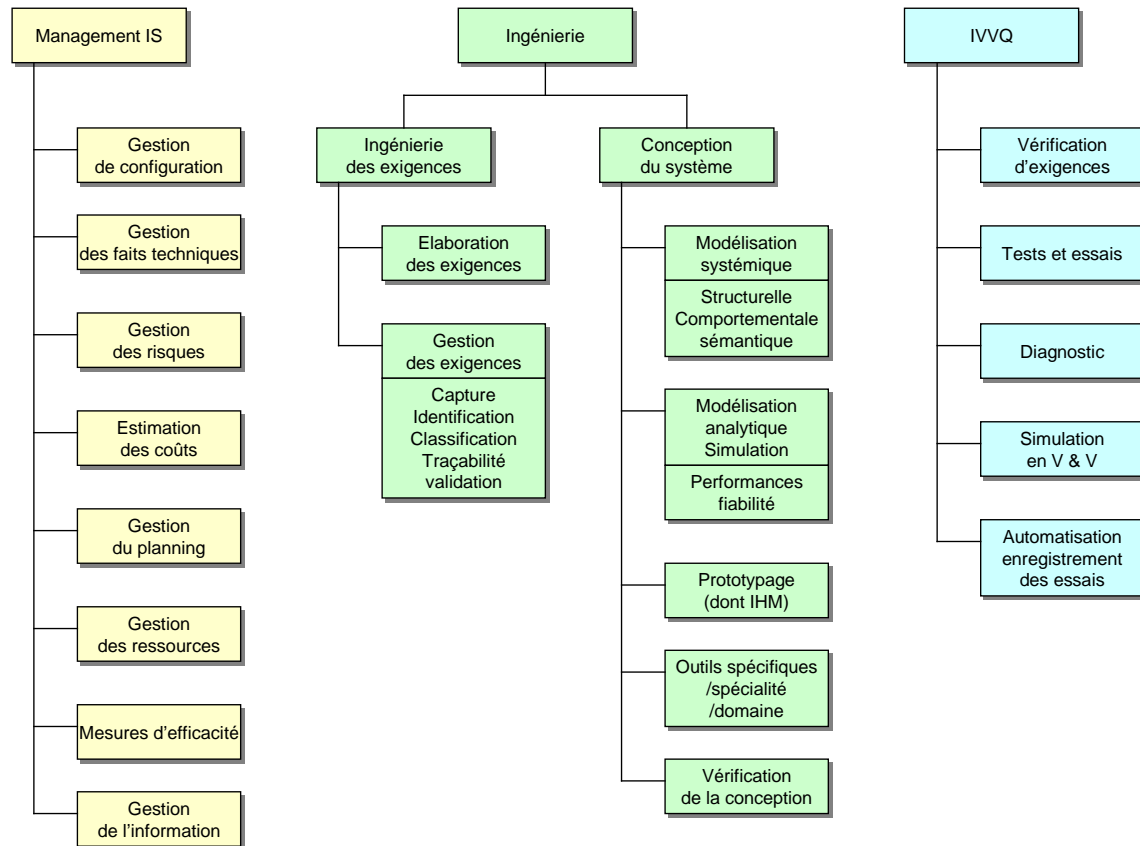 Management IS
Gestion
de configuration
Gestion
des faits techniques
Gestion
des risques
Estimation
des coûts
Gestion
du planning
Gestion
des ressources
Mesures d'efficacité
Gestion
de l'information
Ingénierie
Ingénierie
des exigences
Elaboration
des exigences
Gestion
des exigences
Capture
Identification
Classification
Traçabilité
validation
Conception
du système
Modélisation
systémique
Structurelle
Comportementale
sémantique
Modélisation
analytique
Simulation
Performances
fiabilité
Prototypage
(dont IHM)
Outils spécifiques
/spécialité
/domaine
Vérification
de la conception
IVVQ
Vérification
d'exigences
Tests et essais
Diagnostic
Simulation
en V & V
Automatisation
enregistrement
des essais